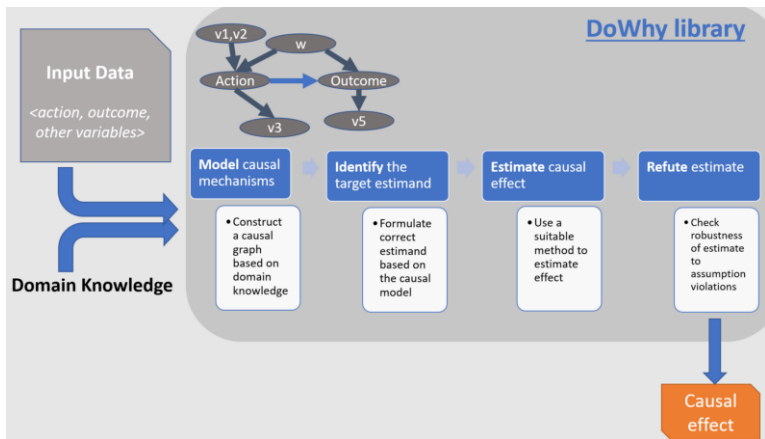 DoWhy library
Input Data
<action, outcome,
other variables>
v1,v2
w
Action
Outcome
v3
v5
Model causal
mechanisms
Identify the
target estimand
Estimate causal
effect
Refute estimate
• Construct
a causal
graph
based on
domain
knowledge
• Formulate
correct
estimand
based on
the causal
model
• Use a
suitable
method to
estimate
effect
• Check
robustness
of estimate
to
assumption
violations
Domain Knowledge
Causal
effect